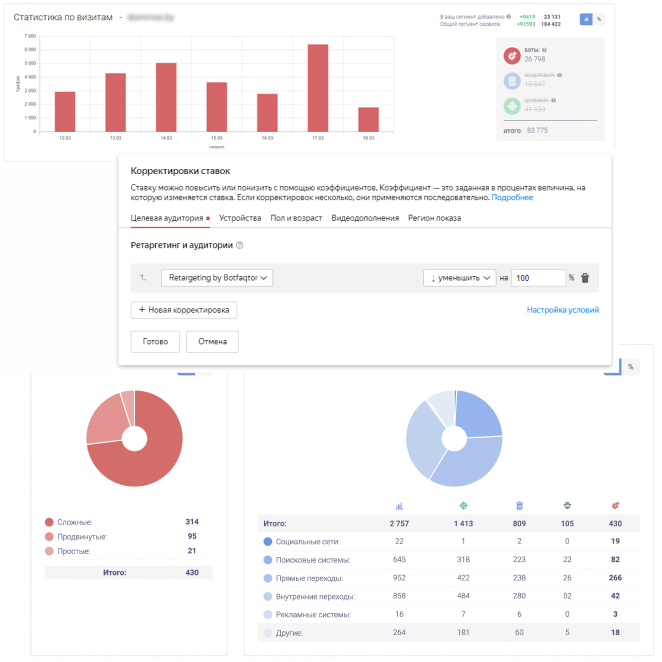 Статистика по визитам -
В ваш сегмент добавлено: +9419 23 131
Общий сегмент сервиса: +91593 184 422
%
7 000
6 000
5 000
4 000
3 000
2 000
1 000
0
12.03 13.03 14.03 15.03 16.03 17.03 18.03
БОТЫ:
26 798
НЕЦЕЛЕВОЙ:
15 847
ЦЕЛЕВОЙ:
41 130
ИТОГО: 83 775
Корректировки ставок
Ставку можно повысить или понизить с помощью коэффициентов. Коэффициент — это заданная в процентах величина, на
которую изменяется ставка. Если корректировок несколько, они применяются последовательно. Подробнее
Целевая аудитория Устройства Пол и возраст Видеодополнения Регион показа
Ретаргетинг и аудитории ?
1. Retargeting by Botfaqtor ↓ уменьшить на 100 %
+ Новая корректировка Настройка условий
Готово Отмена
%
Сложные: 314
Продвинутые: 95
Простые: 21
Итого: 430
Итого: 2 757 1 413 809 105 430
Социальные сети: 22 1 2 0 19
Поисковые системы: 645 318 223 22 82
Прямые переходы: 952 422 238 26 266
Внутренние переходы: 858 484 280 52 42
Рекламные системы: 16 7 6 0 3
Другие: 264 181 60 5 18